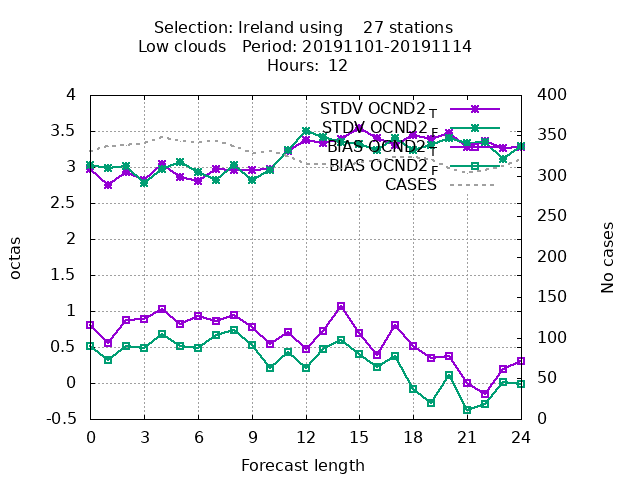 Selection: Ireland using 27 stations
Low clouds Period: 20191101-20191114
Hours: 12
4
3.5
3
2.5
2
1.5
1
0.5
0
-0.5
octas
400
350
300
250
200
150
100
50
0
No cases
STDV OCND2 T
STDV OCND2 F
BIAS OCND2 T
BIAS OCND2 F
CASES
0 3 6 9 12 15 18 21 24
Forecast length